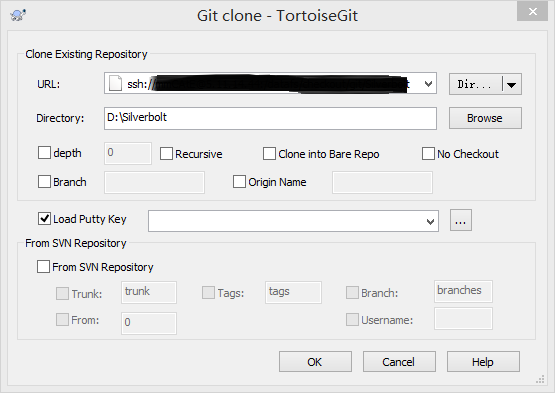 Git clone - TortoiseGit
Clone Existing Repository
URL: ssh:// t Dir...
Directory: D:\Silverbolt Browse
depth 0 Recursive Clone into Bare Repo No Checkout
Branch Origin Name
Load Putty Key ...
From SVN Repository
From SVN Repository
Trunk: trunk Tags: tags Branch: branches
From: 0 Username:
OK Cancel Help